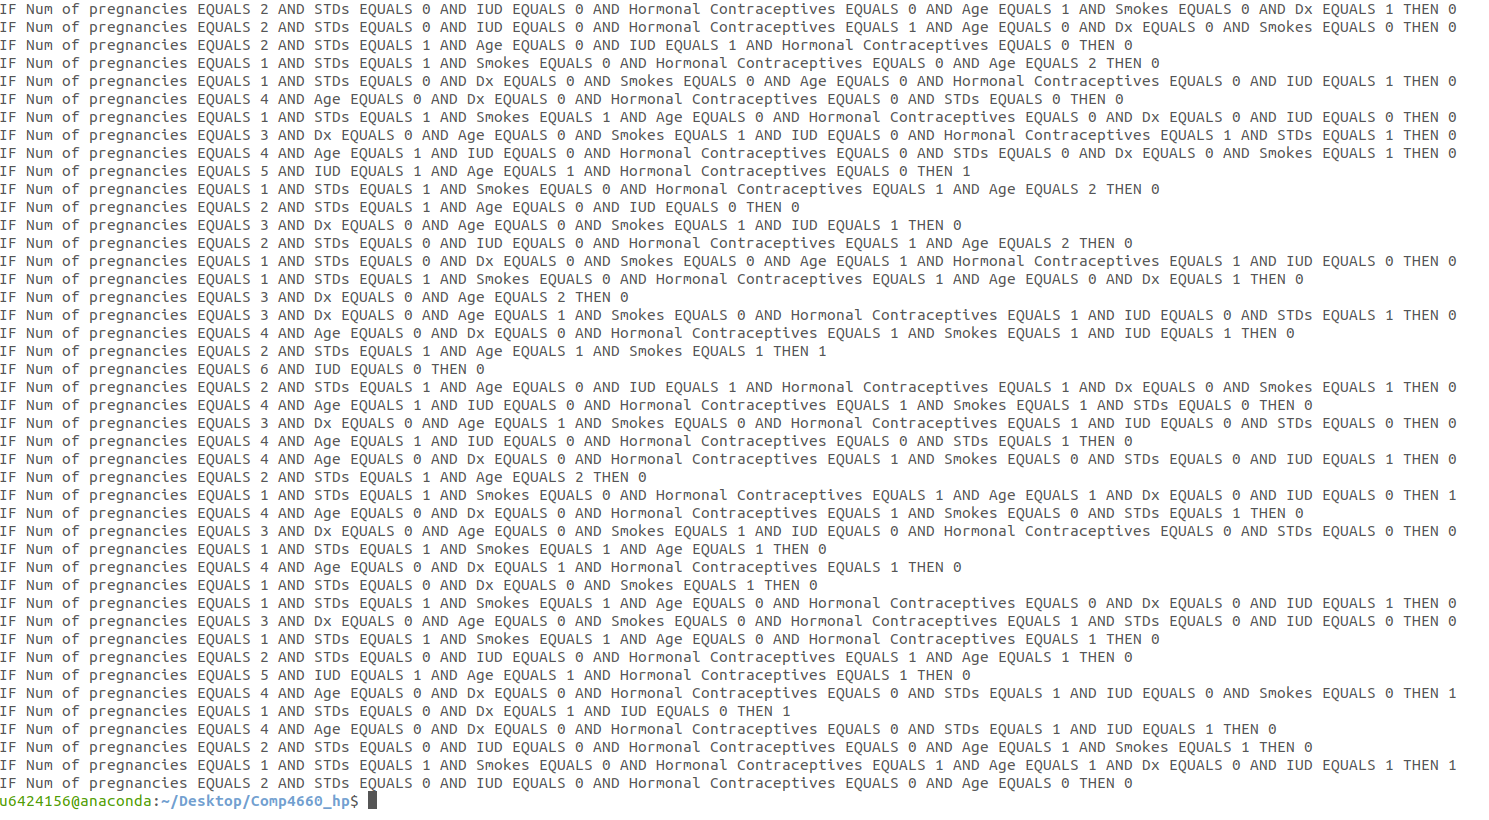 IF Num of pregnancies EQUALS 2 AND STDs EQUALS 0 AND IUD EQUALS 0 AND Hormonal Contraceptives EQUALS 0 AND Age EQUALS 1 AND Smokes EQUALS 0 AND Dx EQUALS 1 THEN 0
IF Num of pregnancies EQUALS 2 AND STDs EQUALS 0 AND IUD EQUALS 0 AND Hormonal Contraceptives EQUALS 1 AND Age EQUALS 0 AND Dx EQUALS 0 AND Smokes EQUALS 0 THEN 0
IF Num of pregnancies EQUALS 2 AND STDs EQUALS 1 AND Age EQUALS 0 AND IUD EQUALS 1 AND Hormonal Contraceptives EQUALS 0 THEN 0
IF Num of pregnancies EQUALS 1 AND STDs EQUALS 1 AND Smokes EQUALS 0 AND Hormonal Contraceptives EQUALS 0 AND Age EQUALS 2 THEN 0
IF Num of pregnancies EQUALS 1 AND STDs EQUALS 0 AND Dx EQUALS 0 AND Smokes EQUALS 0 AND Age EQUALS 0 AND Hormonal Contraceptives EQUALS 0 AND IUD EQUALS 1 THEN 0
IF Num of pregnancies EQUALS 4 AND Age EQUALS 0 AND Dx EQUALS 0 AND Hormonal Contraceptives EQUALS 0 AND STDs EQUALS 0 THEN 0
IF Num of pregnancies EQUALS 1 AND STDs EQUALS 1 AND Smokes EQUALS 1 AND Age EQUALS 0 AND Hormonal Contraceptives EQUALS 0 AND Dx EQUALS 0 AND IUD EQUALS 0 THEN 0
IF Num of pregnancies EQUALS 3 AND Dx EQUALS 0 AND Age EQUALS 0 AND Smokes EQUALS 1 AND IUD EQUALS 0 AND Hormonal Contraceptives EQUALS 1 AND STDs EQUALS 1 THEN 0
IF Num of pregnancies EQUALS 4 AND Age EQUALS 1 AND IUD EQUALS 0 AND Hormonal Contraceptives EQUALS 0 AND STDs EQUALS 0 AND Dx EQUALS 0 AND Smokes EQUALS 1 THEN 0
IF Num of pregnancies EQUALS 5 AND IUD EQUALS 1 AND Age EQUALS 1 AND Hormonal Contraceptives EQUALS 0 THEN 1
IF Num of pregnancies EQUALS 1 AND STDs EQUALS 1 AND Smokes EQUALS 0 AND Hormonal Contraceptives EQUALS 1 AND Age EQUALS 2 THEN 0
IF Num of pregnancies EQUALS 2 AND STDs EQUALS 1 AND Age EQUALS 0 AND IUD EQUALS 0 THEN 0
IF Num of pregnancies EQUALS 3 AND Dx EQUALS 0 AND Age EQUALS 0 AND Smokes EQUALS 1 AND IUD EQUALS 1 THEN 0
IF Num of pregnancies EQUALS 2 AND STDs EQUALS 0 AND IUD EQUALS 0 AND Hormonal Contraceptives EQUALS 1 AND Age EQUALS 2 THEN 0
IF Num of pregnancies EQUALS 1 AND STDs EQUALS 0 AND Dx EQUALS 0 AND Smokes EQUALS 0 AND Age EQUALS 1 AND Hormonal Contraceptives EQUALS 1 AND IUD EQUALS 0 THEN 0
IF Num of pregnancies EQUALS 1 AND STDs EQUALS 1 AND Smokes EQUALS 0 AND Hormonal Contraceptives EQUALS 1 AND Age EQUALS 0 AND Dx EQUALS 1 THEN 0
IF Num of pregnancies EQUALS 3 AND Dx EQUALS 0 AND Age EQUALS 2 THEN 0
IF Num of pregnancies EQUALS 3 AND Dx EQUALS 0 AND Age EQUALS 1 AND Smokes EQUALS 0 AND Hormonal Contraceptives EQUALS 1 AND IUD EQUALS 0 AND STDs EQUALS 1 THEN 0
IF Num of pregnancies EQUALS 4 AND Age EQUALS 0 AND Dx EQUALS 0 AND Hormonal Contraceptives EQUALS 1 AND Smokes EQUALS 1 AND IUD EQUALS 1 THEN 0
IF Num of pregnancies EQUALS 2 AND STDs EQUALS 1 AND Age EQUALS 1 AND Smokes EQUALS 1 THEN 1
IF Num of pregnancies EQUALS 6 AND IUD EQUALS 0 THEN 0
IF Num of pregnancies EQUALS 2 AND STDs EQUALS 1 AND Age EQUALS 0 AND IUD EQUALS 1 AND Hormonal Contraceptives EQUALS 1 AND Dx EQUALS 0 AND Smokes EQUALS 1 THEN 0
IF Num of pregnancies EQUALS 4 AND Age EQUALS 1 AND IUD EQUALS 0 AND Hormonal Contraceptives EQUALS 1 AND Smokes EQUALS 1 AND STDs EQUALS 0 THEN 0
IF Num of pregnancies EQUALS 3 AND Dx EQUALS 0 AND Age EQUALS 1 AND Smokes EQUALS 0 AND Hormonal Contraceptives EQUALS 1 AND IUD EQUALS 0 AND STDs EQUALS 0 THEN 0
IF Num of pregnancies EQUALS 4 AND Age EQUALS 1 AND IUD EQUALS 0 AND Hormonal Contraceptives EQUALS 0 AND STDs EQUALS 1 THEN 0
IF Num of pregnancies EQUALS 4 AND Age EQUALS 0 AND Dx EQUALS 0 AND Hormonal Contraceptives EQUALS 1 AND Smokes EQUALS 0 AND STDs EQUALS 0 AND IUD EQUALS 1 THEN 0
IF Num of pregnancies EQUALS 2 AND STDs EQUALS 1 AND Age EQUALS 2 THEN 0
IF Num of pregnancies EQUALS 1 AND STDs EQUALS 1 AND Smokes EQUALS 0 AND Hormonal Contraceptives EQUALS 1 AND Age EQUALS 1 AND Dx EQUALS 0 AND IUD EQUALS 0 THEN 1
IF Num of pregnancies EQUALS 4 AND Age EQUALS 0 AND Dx EQUALS 0 AND Hormonal Contraceptives EQUALS 1 AND Smokes EQUALS 0 AND STDs EQUALS 1 THEN 0
IF Num of pregnancies EQUALS 3 AND Dx EQUALS 0 AND Age EQUALS 0 AND Smokes EQUALS 1 AND IUD EQUALS 0 AND Hormonal Contraceptives EQUALS 0 AND STDs EQUALS 0 THEN 0
IF Num of pregnancies EQUALS 1 AND STDs EQUALS 1 AND Smokes EQUALS 1 AND Age EQUALS 1 THEN 0
IF Num of pregnancies EQUALS 4 AND Age EQUALS 0 AND Dx EQUALS 1 AND Hormonal Contraceptives EQUALS 1 THEN 0
IF Num of pregnancies EQUALS 1 AND STDs EQUALS 0 AND Dx EQUALS 0 AND Smokes EQUALS 1 THEN 0
IF Num of pregnancies EQUALS 1 AND STDs EQUALS 1 AND Smokes EQUALS 1 AND Age EQUALS 0 AND Hormonal Contraceptives EQUALS 0 AND Dx EQUALS 0 AND IUD EQUALS 1 THEN 0
IF Num of pregnancies EQUALS 3 AND Dx EQUALS 0 AND Age EQUALS 0 AND Smokes EQUALS 0 AND Hormonal Contraceptives EQUALS 1 AND STDs EQUALS 0 AND IUD EQUALS 0 THEN 0
IF Num of pregnancies EQUALS 1 AND STDs EQUALS 1 AND Smokes EQUALS 1 AND Age EQUALS 0 AND Hormonal Contraceptives EQUALS 1 THEN 0
IF Num of pregnancies EQUALS 2 AND STDs EQUALS 0 AND IUD EQUALS 0 AND Hormonal Contraceptives EQUALS 1 AND Age EQUALS 1 THEN 0
IF Num of pregnancies EQUALS 5 AND IUD EQUALS 1 AND Age EQUALS 1 AND Hormonal Contraceptives EQUALS 1 THEN 0
IF Num of pregnancies EQUALS 4 AND Age EQUALS 0 AND Dx EQUALS 0 AND Hormonal Contraceptives EQUALS 0 AND STDs EQUALS 1 AND IUD EQUALS 0 AND Smokes EQUALS 0 THEN 1
IF Num of pregnancies EQUALS 1 AND STDs EQUALS 0 AND Dx EQUALS 1 AND IUD EQUALS 0 THEN 1
IF Num of pregnancies EQUALS 4 AND Age EQUALS 0 AND Dx EQUALS 0 AND Hormonal Contraceptives EQUALS 0 AND STDs EQUALS 1 AND IUD EQUALS 1 THEN 0
IF Num of pregnancies EQUALS 2 AND STDs EQUALS 0 AND IUD EQUALS 0 AND Hormonal Contraceptives EQUALS 0 AND Age EQUALS 1 AND Smokes EQUALS 1 THEN 0
IF Num of pregnancies EQUALS 1 AND STDs EQUALS 1 AND Smokes EQUALS 0 AND Hormonal Contraceptives EQUALS 1 AND Age EQUALS 1 AND Dx EQUALS 0 AND IUD EQUALS 1 THEN 1
IF Num of pregnancies EQUALS 2 AND STDs EQUALS 0 AND IUD EQUALS 0 AND Hormonal Contraceptives EQUALS 0 AND Age EQUALS 0 THEN 0
u6424156@anaconda:~/Desktop/Comp4660_hp$